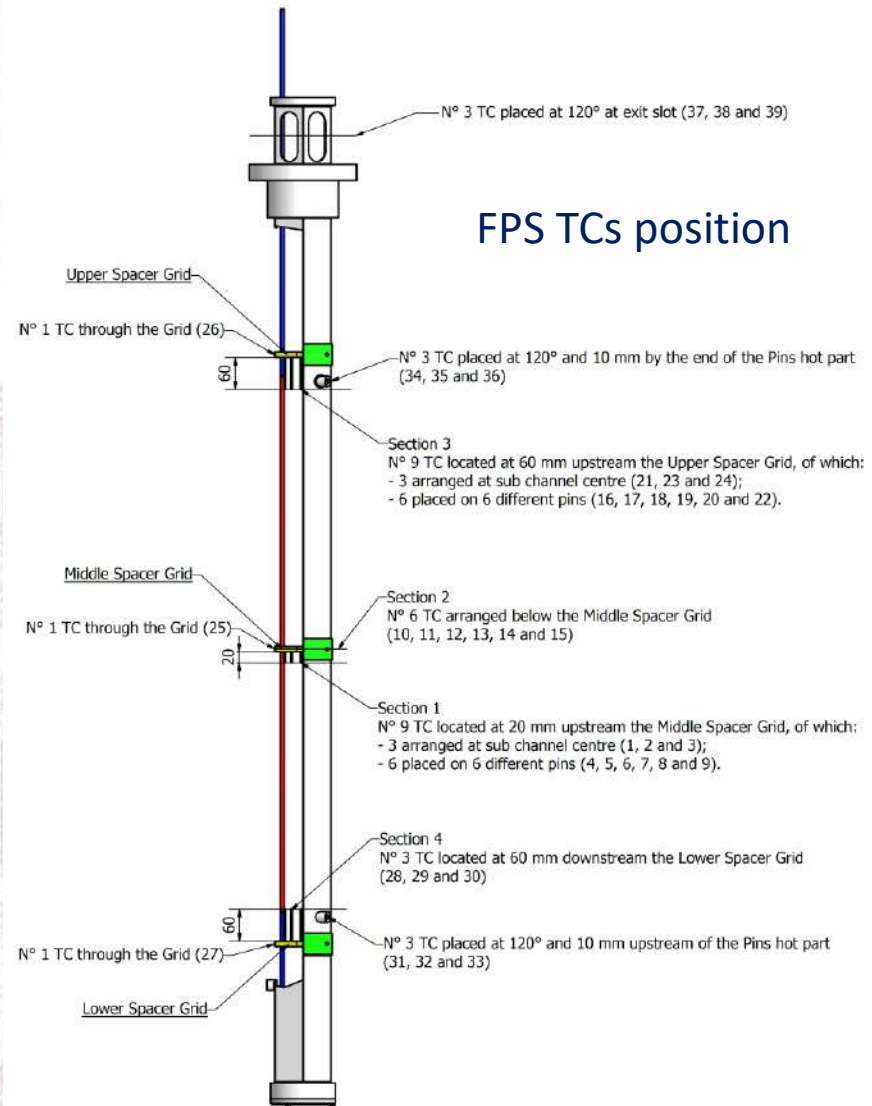 N° 3 TC placed at 120° at exit slot (37, 38 and 39)
FPS TCs position
Upper Spacer Grid
N° 1 TC through the Grid (26)
60
N° 3 TC placed at 120° and 10 mm by the end of the Pins hot part
(34, 35 and 36)
Section 3
N° 9 TC located at 60 mm upstream the Upper Spacer Grid, of which:
- 3 arranged at sub channel centre (21, 23 and 24);
- 6 placed on 6 different pins (16, 17, 18, 19, 20 and 22).
Middle Spacer Grid
N° 1 TC through the Grid (25)
20
Section 2
N° 6 TC arranged below the Middle Spacer Grid
(10, 11, 12, 13, 14 and 15)
Section 1
N° 9 TC located at 20 mm upstream the Middle Spacer Grid, of which:
- 3 arranged at sub channel centre (1, 2 and 3);
- 6 placed on 6 different pins (4, 5, 6, 7, 8 and 9).
Section 4
N° 3 TC located at 60 mm downstream the Lower Spacer Grid
(28, 29 and 30)
60
N° 1 TC through the Grid (27)
N° 3 TC placed at 120° and 10 mm upstream of the Pins hot part
(31, 32 and 33)
Lower Spacer Grid